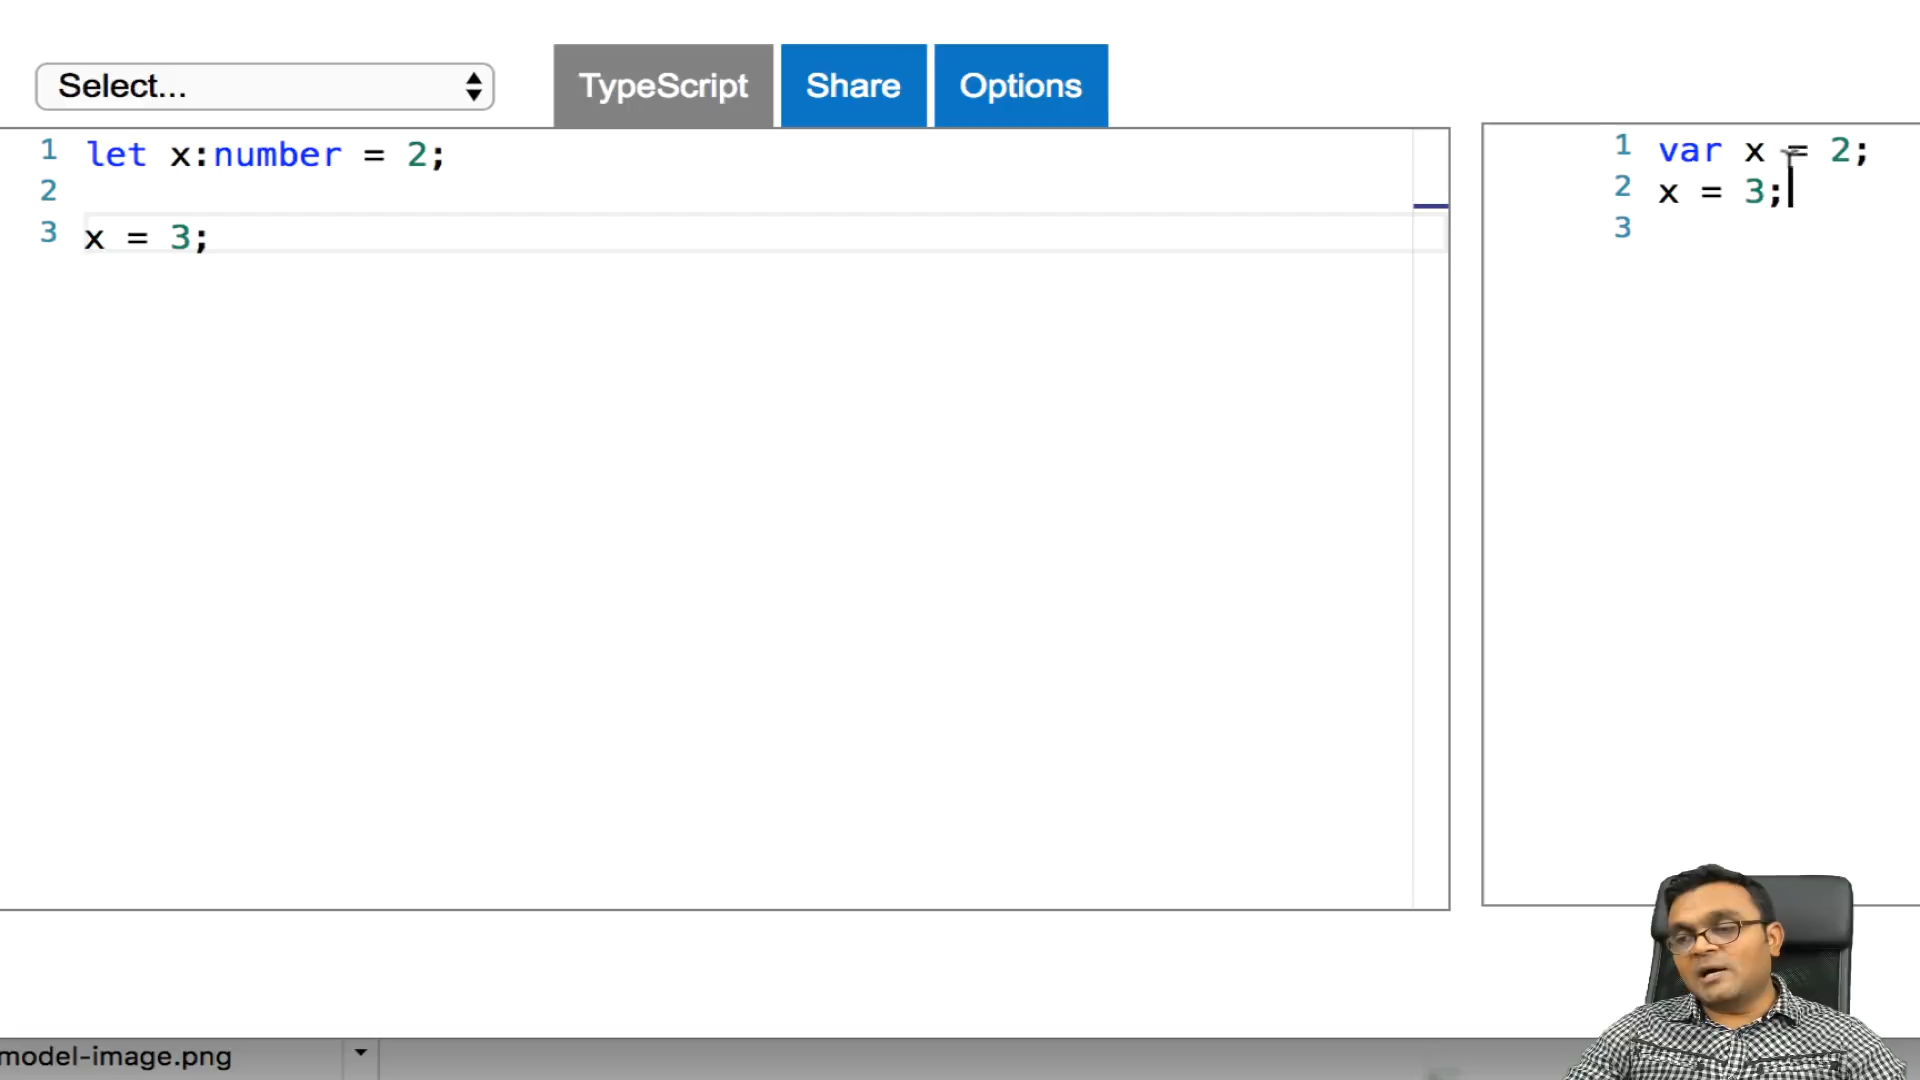 Select...
TypeScript
Share
Options
1 let x:number = 2;
2
3 x = 3;
1 var x = 2;
2 x = 3;
3
model-image.png